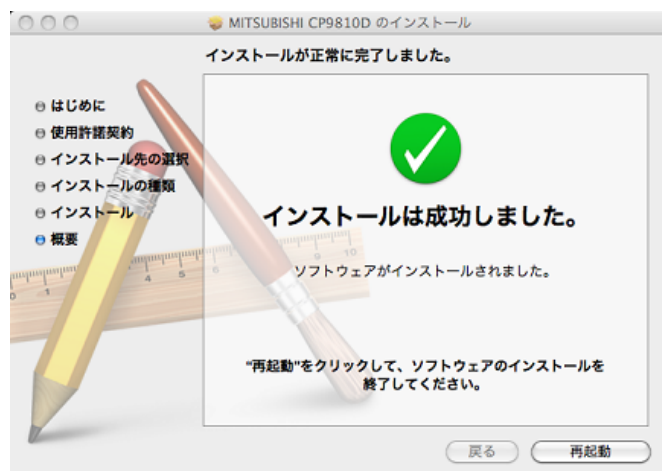 MITSUBISHI CP9810D のインストール
インストールが正常に完了しました。
はじめに
使用許諾契約
インストール先の選択
インストールの種類
インストール
概要
インストールは成功しました。
ソフトウェアがインストールされました。
“再起動”をクリックして、ソフトウェアのインストールを
終了してください。
戻る
再起動